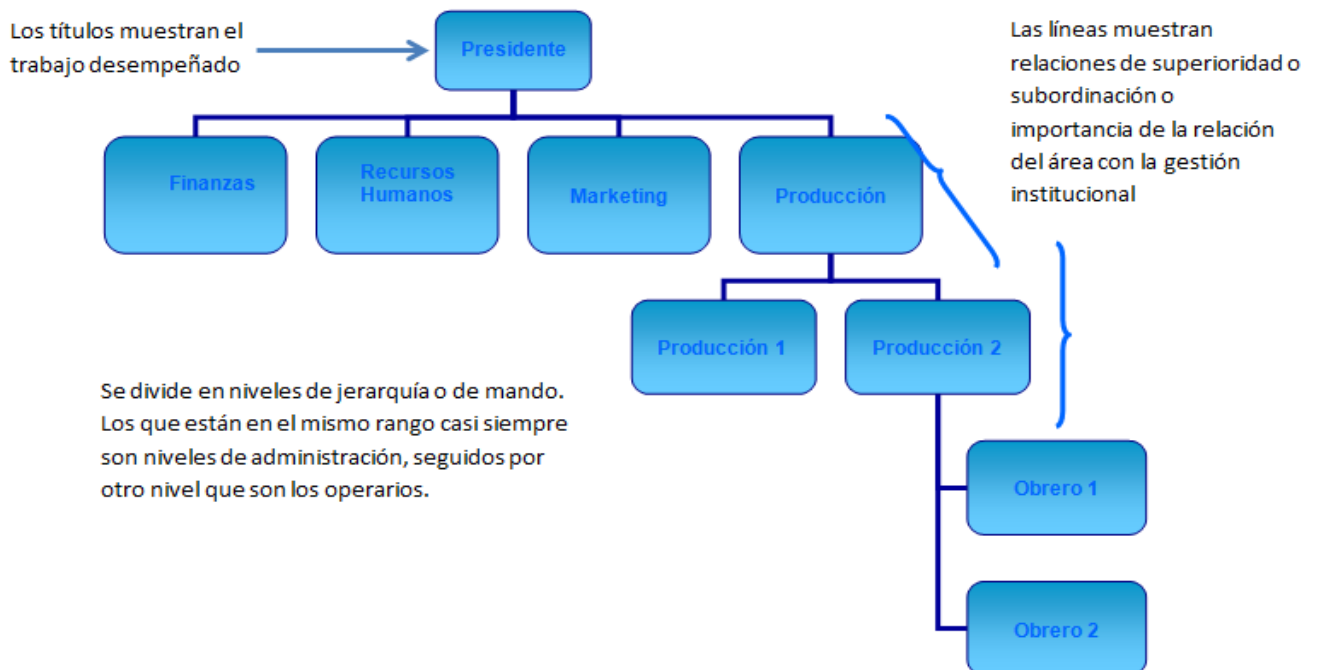 Los títulos muestran el
trabajo desempeñado
Presidente
Las líneas muestran
relaciones de superioridad o
subordinación o
importancia de la relación
del área con la gestión
institucional
Finanzas
Recursos
Humanos
Marketing
Producción
Producción 1
Producción 2
Se divide en niveles de jerarquía o de mando.
Los que están en el mismo rango casi siempre
son niveles de administración, seguidos por
otro nivel que son los operarios.
Obrero 1
Obrero 2